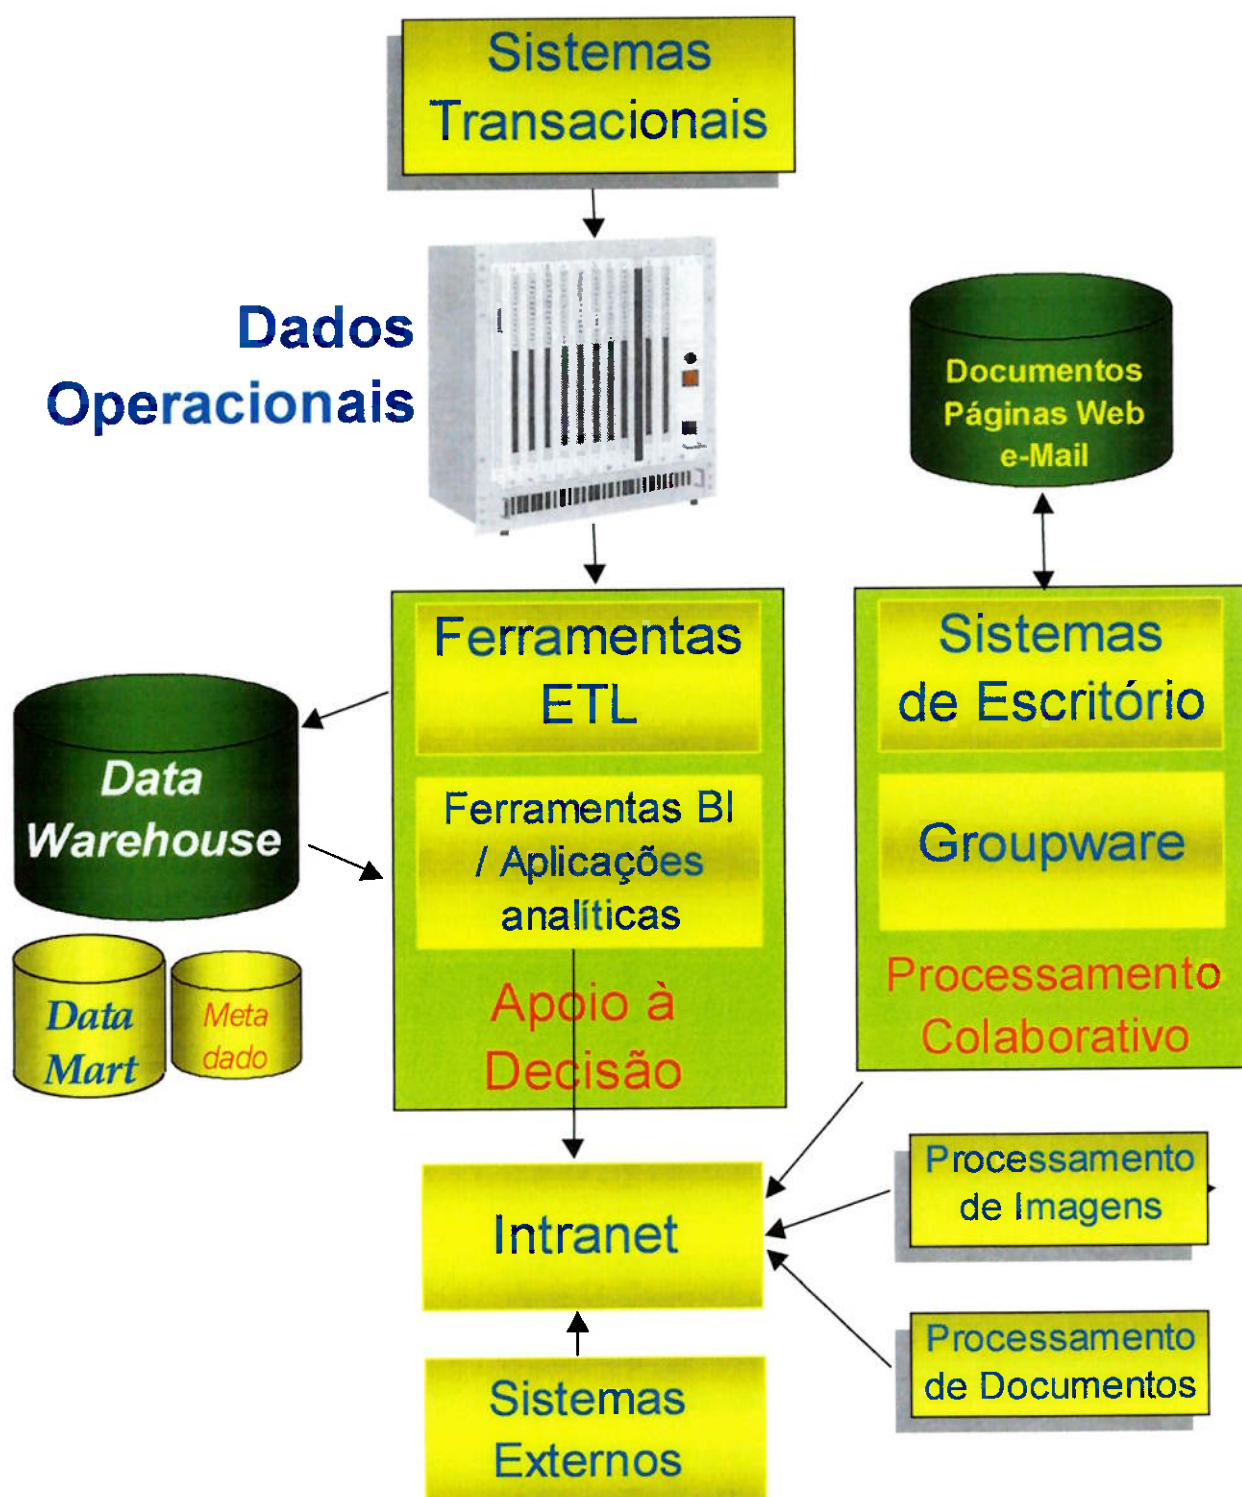 Sistemas
Transacionais
Dados
Operacionais
Documentos
Páginas Web
e-Mail
Ferramentas
ETL
Sistemas
de Escritório
Data
Warehouse
Ferramentas BI
/ Aplicações
analíticas
Groupware
Data
Mart
Meta
dado
Apoio à
Decisão
Processamento
Colaborativo
Intranet
Processamento
de Imagens
Processamento
de Documentos
Sistemas
Externos